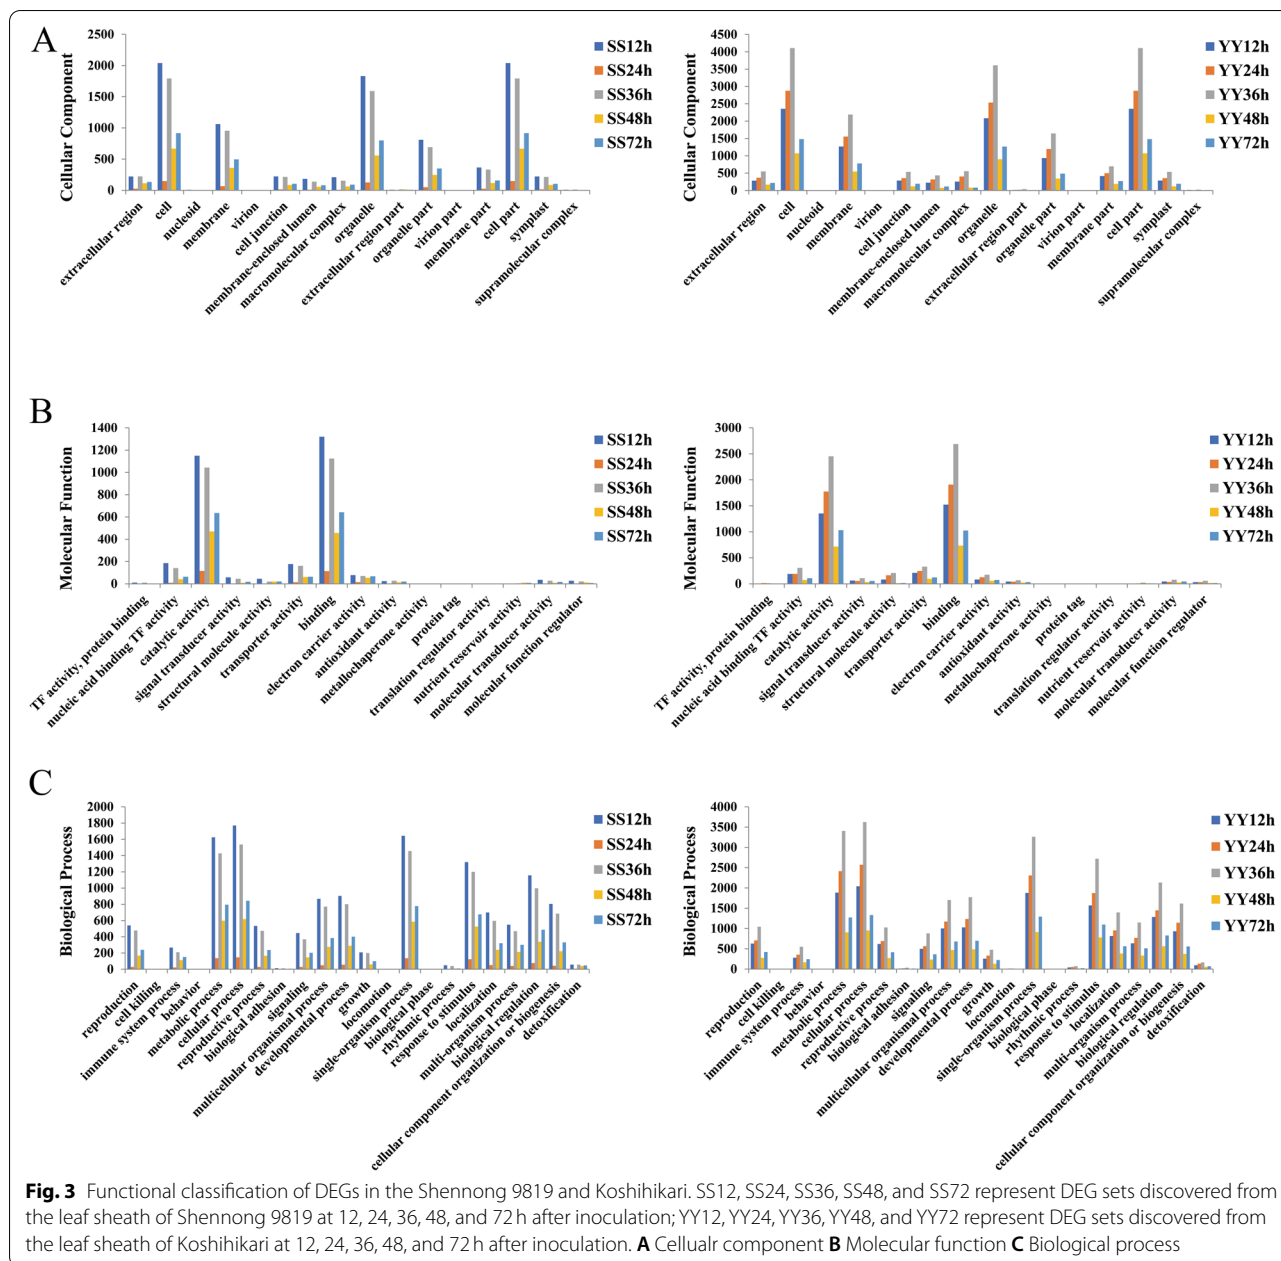 A
Cellular Component
2500
2000
1500
1000
500
0
SS12h
SS24h
SS36h
SS48h
SS72h
extracellular region
cell
nucleoid
membrane
virion
cell junction
membrane-enclosed lumen
macromolecular complex
organelle
extracellular region part
organelle part
virion part
membrane part
cell part
symplast
supramolecular complex
Cellular Component
4500
4000
3500
3000
2500
2000
1500
1000
500
0
YY12h
YY24h
YY36h
YY48h
YY72h
extracellular region
cell
nucleoid
membrane
virion
cell junction
membrane-enclosed lumen
macromolecular complex
organelle
extracellular region part
organelle part
virion part
membrane part
cell part
symplast
supramolecular complex
B
Molecular Function
1400
1200
1000
800
600
400
200
0
SS12h
SS24h
SS36h
SS48h
SS72h
TF activity, protein binding
nucleic acid binding TF activity
catalytic activity
signal transducer activity
structural molecule activity
transporter activity
binding
electron carrier activity
antioxidant activity
metallochaperone activity
protein tag
translation regulator activity
nutrient reservoir activity
molecular transducer activity
molecular function regulator
Molecular Function
3000
2500
2000
1500
1000
500
0
YY12h
YY24h
YY36h
YY48h
YY72h
TF activity, protein binding
nucleic acid binding TF activity
catalytic activity
signal transducer activity
structural molecule activity
transporter activity
binding
electron carrier activity
antioxidant activity
metallochaperone activity
protein tag
translation regulator activity
nutrient reservoir activity
molecular transducer activity
molecular function regulator
C
Biological Process
2000
1800
1600
1400
1200
1000
800
600
400
200
0
SS12h
SS24h
SS36h
SS48h
SS72h
reproduction
cell killing
immune system process
behavior
metabolic process
cellular process
reproductive process
biological adhesion
signaling
multicellular organismal process
developmental process
growth
locomotion
single-organism process
biological phase
rhythmic process
response to stimulus
localization
multi-organism process
biological regulation
cellular component organization or biogenesis
detoxification
Biological Process
4000
3500
3000
2500
2000
1500
1000
500
0
YY12h
YY24h
YY36h
YY48h
YY72h
reproduction
cell killing
immune system process
behavior
metabolic process
cellular process
reproductive process
biological adhesion
signaling
multicellular organismal process
developmental process
growth
locomotion
single-organism process
biological phase
rhythmic process
response to stimulus
localization
multi-organism process
biological regulation
cellular component organization or biogenesis
detoxification
Fig. 3 Functional classification of DEGs in the Shennong 9819 and Koshihikari. SS12, SS24, SS36, SS48, and SS72 represent DEG sets discovered from
the leaf sheath of Shennong 9819 at 12, 24, 36, 48, and 72 h after inoculation; YY12, YY24, YY36, YY48, and YY72 represent DEG sets discovered from
the leaf sheath of Koshihikari at 12, 24, 36, 48, and 72 h after inoculation. A Cellualr component B Molecular function C Biological process